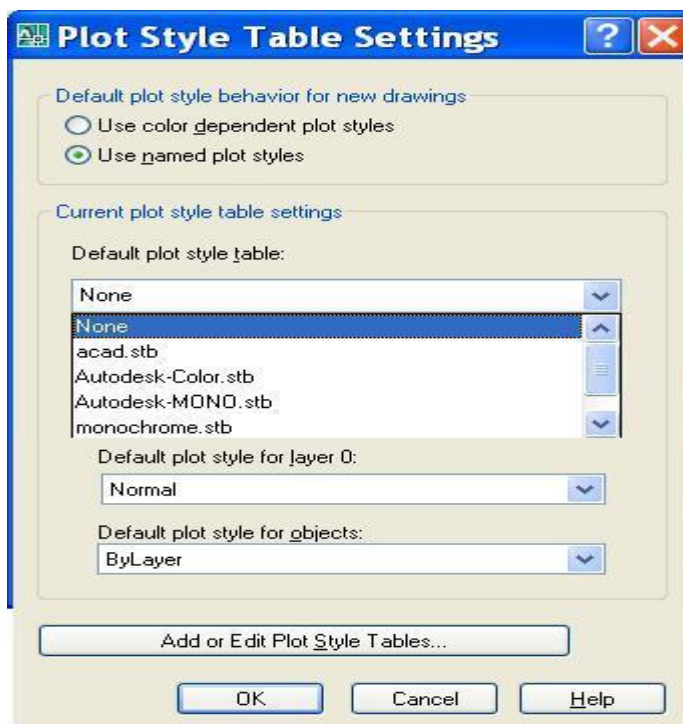 Plot Style Table Settings
Default plot style behavior for new drawings
Use color dependent plot styles
Use named plot styles
Current plot style table settings
Default plot style table:
None
None
acad.stb
Autodesk-Color.stb
Autodesk-MONO.stb
monochrome.stb
Default plot style for layer 0:
Normal
Default plot style for objects:
ByLayer
Add or Edit Plot Style Tables...
OK Cancel Help